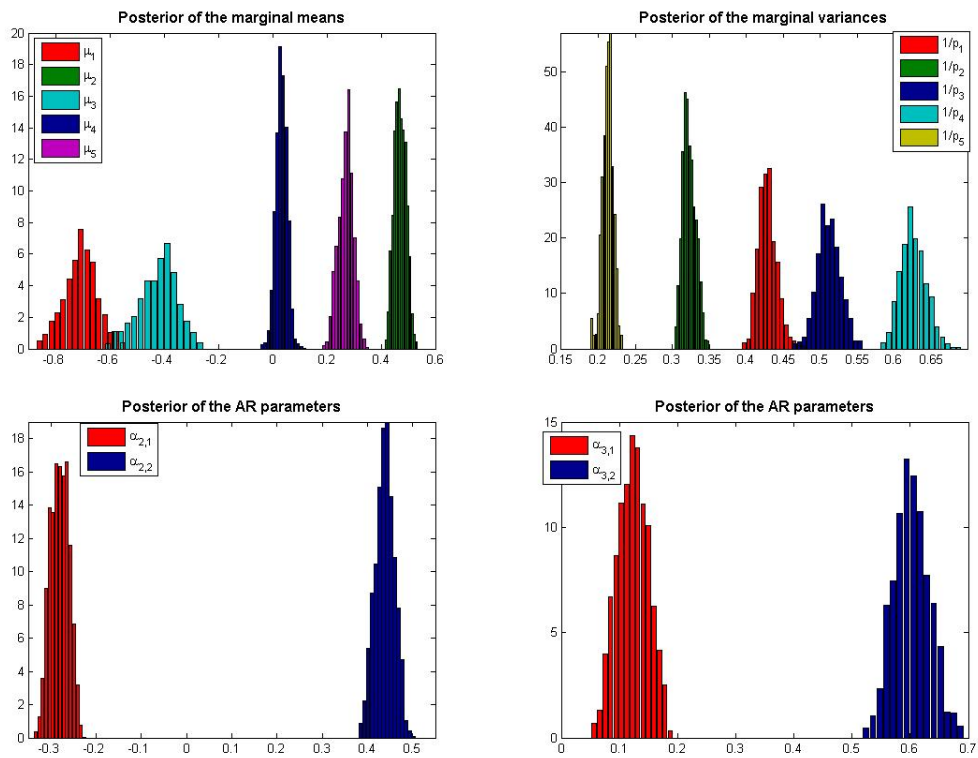 Posterior of the marginal means
20
18
16
14
12
10
8
6
4
2
0
-0.8 -0.6 -0.4 -0.2 0 0.2 0.4 0.6
μ1
μ2
μ3
μ4
μ5
Posterior of the marginal variances
50
40
30
20
10
0
0.15 0.2 0.25 0.3 0.35 0.4 0.45 0.5 0.55 0.6 0.65
1/p1
1/p2
1/p3
1/p4
1/p5
Posterior of the AR parameters
18
16
14
12
10
8
6
4
2
0
-0.3 -0.2 -0.1 0 0.1 0.2 0.3 0.4 0.5
α2,1
α2,2
Posterior of the AR parameters
15
10
5
0
0 0.1 0.2 0.3 0.4 0.5 0.6 0.7
α3,1
α3,2